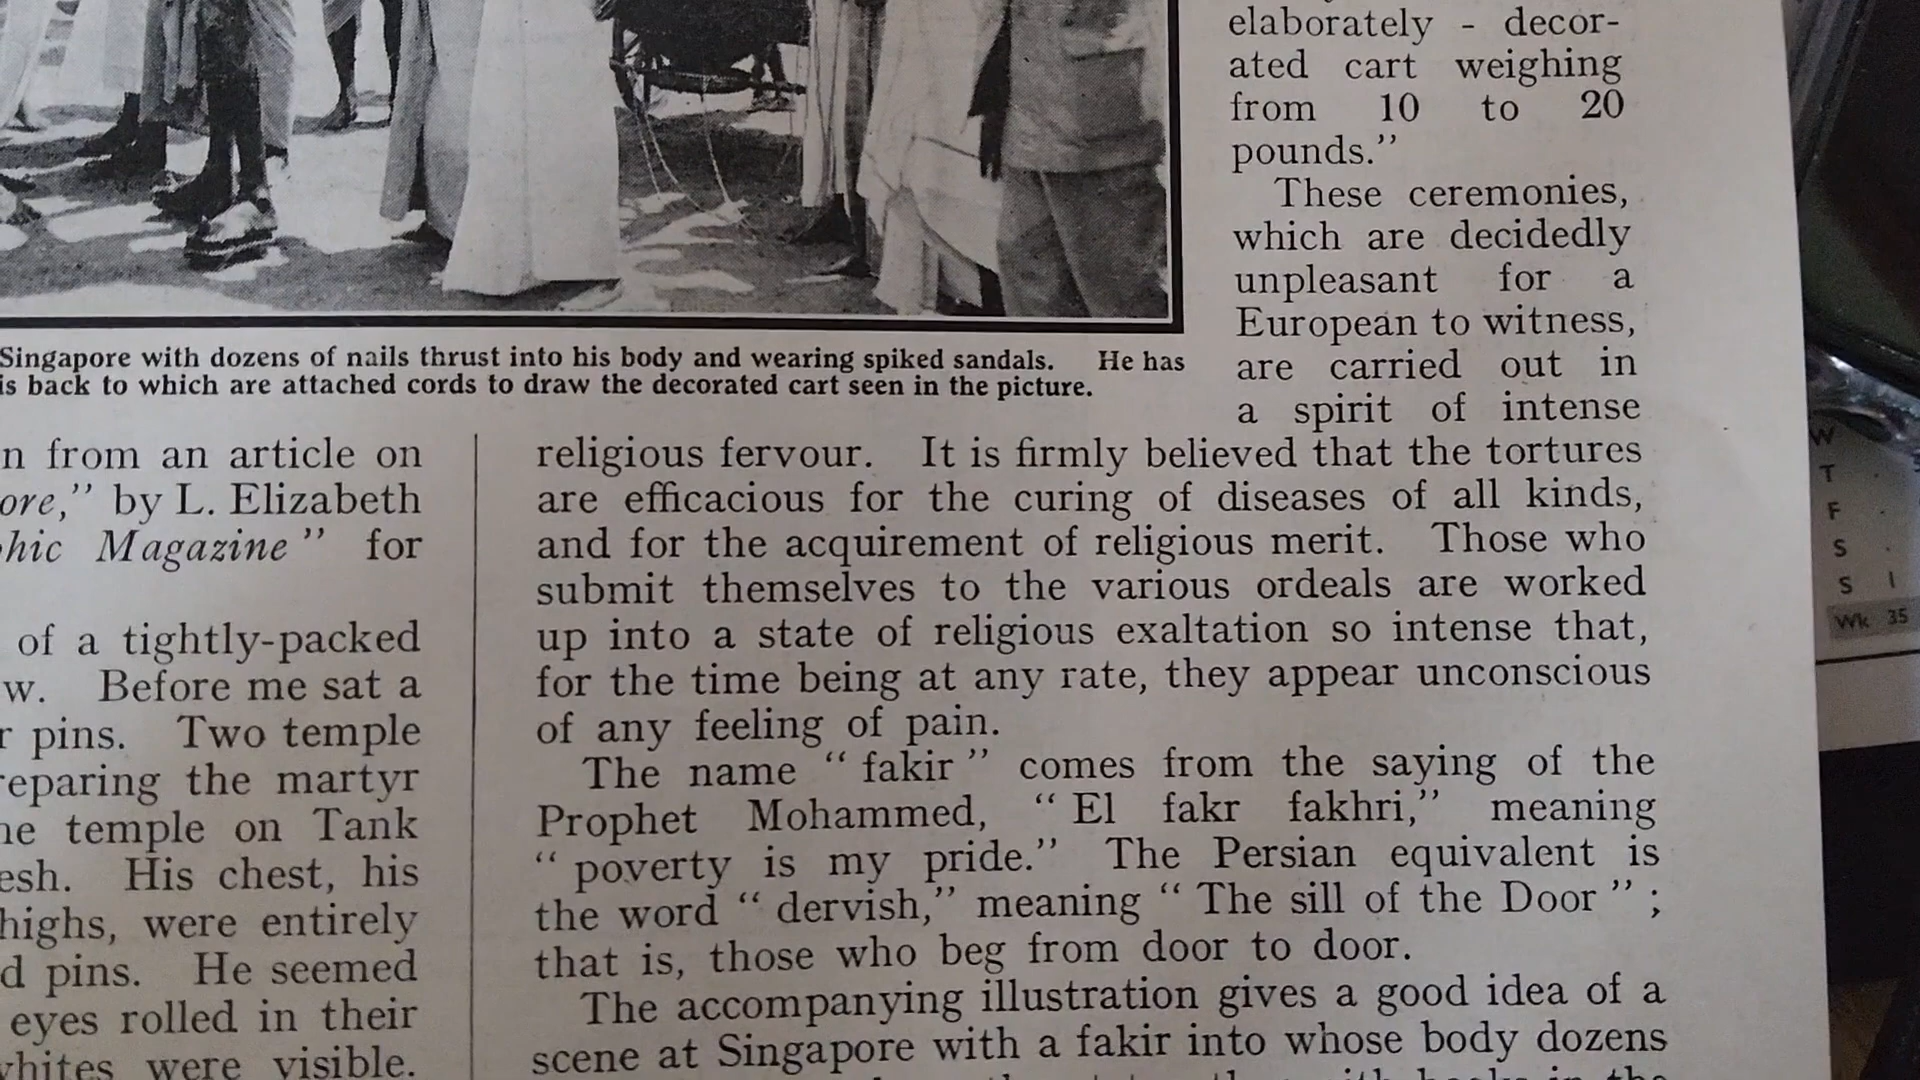 elaborately - decor-
ated cart weighing
from 10 to 20
pounds.”
These ceremonies,
which are decidedly
unpleasant for a
European to witness,
are carried out in
a spirit of intense
Singapore with dozens of nails thrust into his body and wearing spiked sandals. He has
is back to which are attached cords to draw the decorated cart seen in the picture.
n from an article on
ore,” by L. Elizabeth
hic Magazine” for
of a tightly-packed
w. Before me sat a
r pins. Two temple
reparing the martyr
he temple on Tank
esh. His chest, his
highs, were entirely
d pins. He seemed
eyes rolled in their
whites were visible.
religious fervour. It is firmly believed that the tortures
are efficacious for the curing of diseases of all kinds,
and for the acquirement of religious merit. Those who
submit themselves to the various ordeals are worked
up into a state of religious exaltation so intense that,
for the time being at any rate, they appear unconscious
of any feeling of pain.
The name “fakir” comes from the saying of the
Prophet Mohammed, “El fakr fakhri,” meaning
“poverty is my pride.” The Persian equivalent is
the word “dervish,” meaning “The sill of the Door”;
that is, those who beg from door to door.
The accompanying illustration gives a good idea of a
scene at Singapore with a fakir into whose body dozens
W
T
F
S
S 1
Wk 35